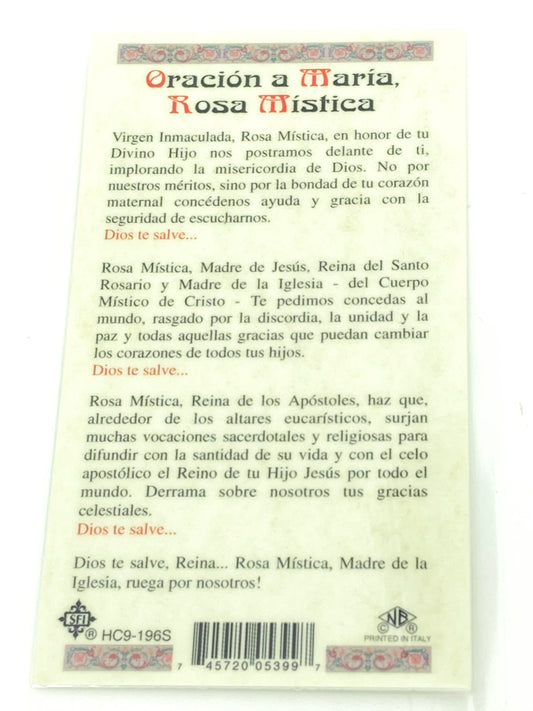 Oración a María,
Rosa Mística
Virgen Inmaculada, Rosa Mística, en honor de tu
Divino Hijo nos postramos delante de ti,
implorando la misericordia de Dios. No por
nuestros méritos, sino por la bondad de tu corazón
maternal concédenos ayuda y gracia con la
seguridad de escucharnos.
Dios te salve...
Rosa Mística, Madre de Jesús, Reina del Santo
Rosario y Madre de la Iglesia - del Cuerpo
Místico de Cristo - Te pedimos concedas al
mundo, rasgado por la discordia, la unidad y la
paz y todas aquellas gracias que puedan cambiar
los corazones de todos tus hijos.
Dios te salve...
Rosa Mística, Reina de los Apóstoles, haz que,
alrededor de los altares eucarísticos, surjan
muchas vocaciones sacerdotales y religiosas para
difundir con la santidad de su vida y con el celo
apostólico el Reino de tu Hijo Jesús por todo el
mundo. Derrama sobre nosotros tus gracias
celestiales.
Dios te salve...
Dios te salve, Reina... Rosa Mística, Madre de la
Iglesía, ruega por nosotros!
SFI
® HC9-196S
7 45720 05399 7
NB
© ®
PRINTED IN ITALY